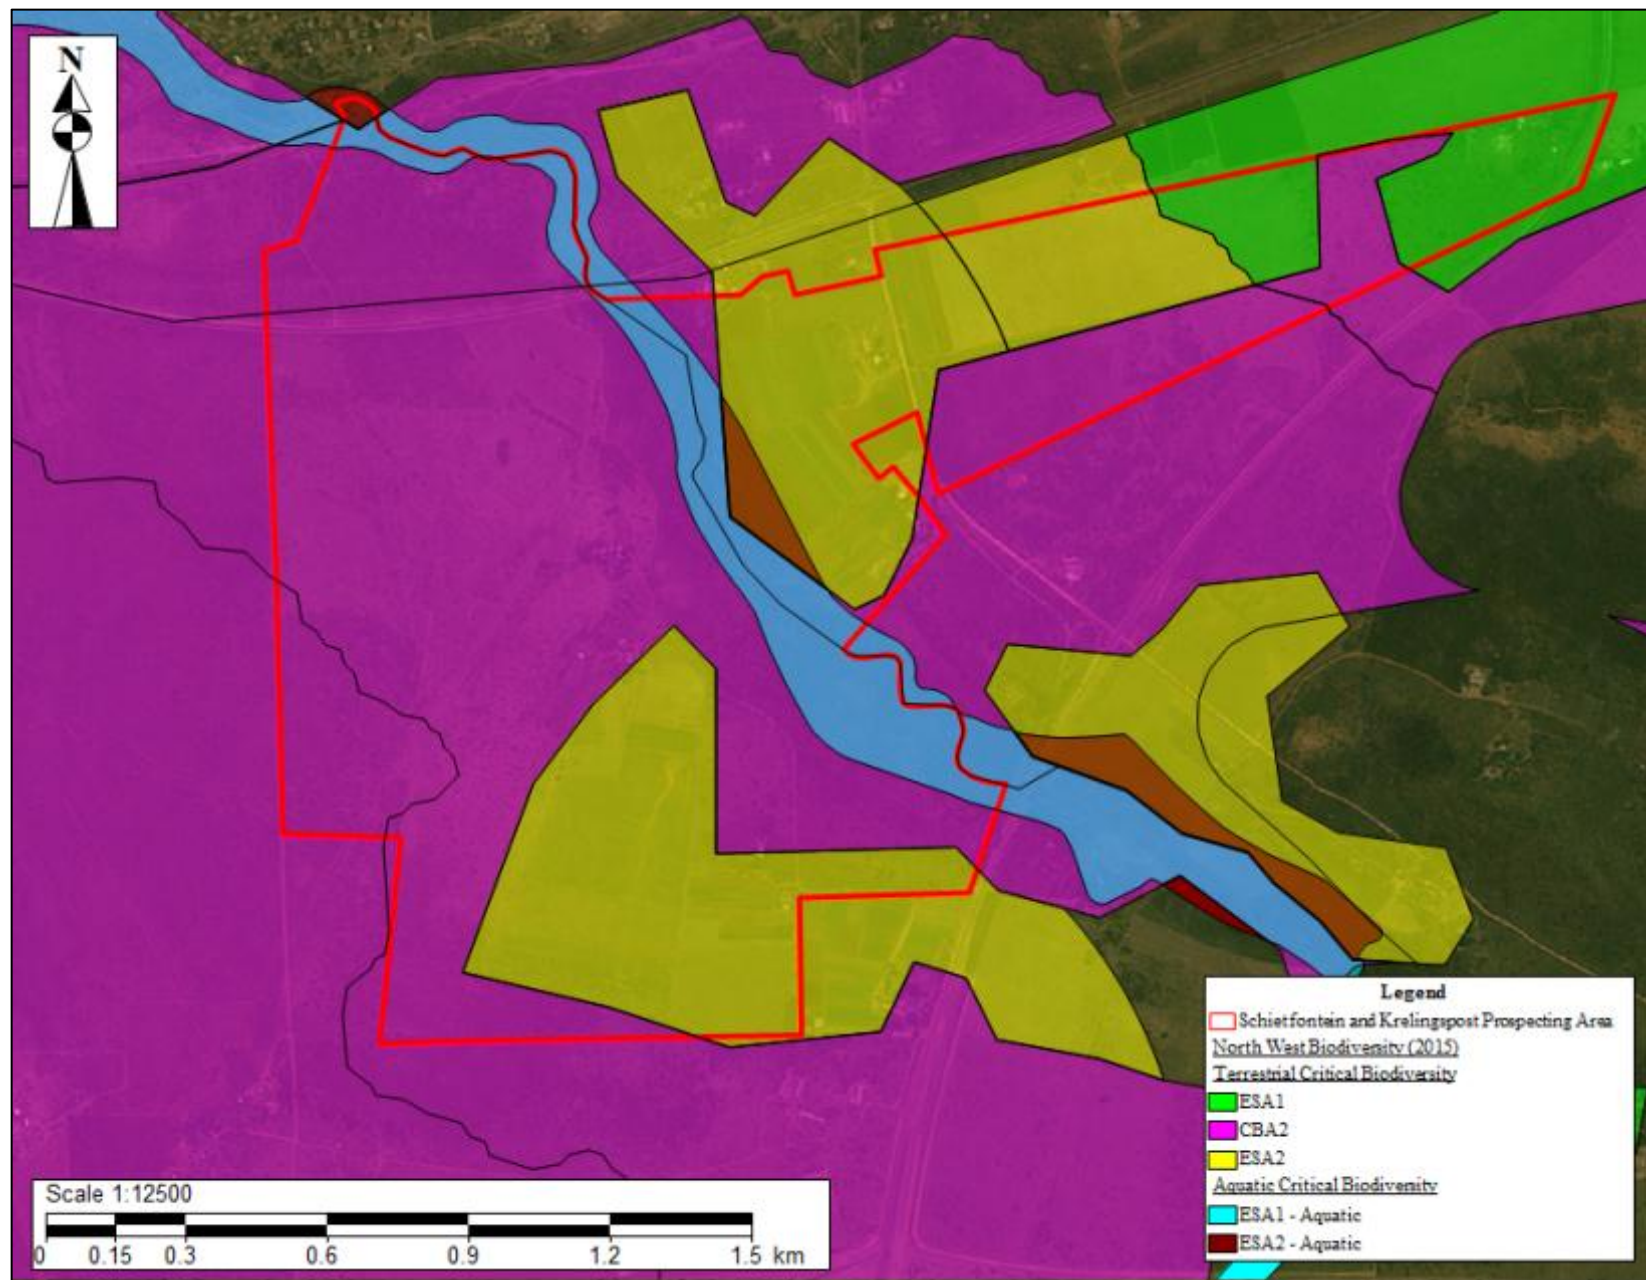 N
Legend
Schietfontein and Krelingspost Prospecting Area
North West Biodiversity (2015)
Terrestrial Critical Biodiversity
ESA1
CBA2
ESA2
Aquatic Critical Biodiversity
ESA1 - Aquatic
ESA2 - Aquatic
Scale 1:12500
0 0.15 0.3 0.6 0.9 1.2 1.5 km